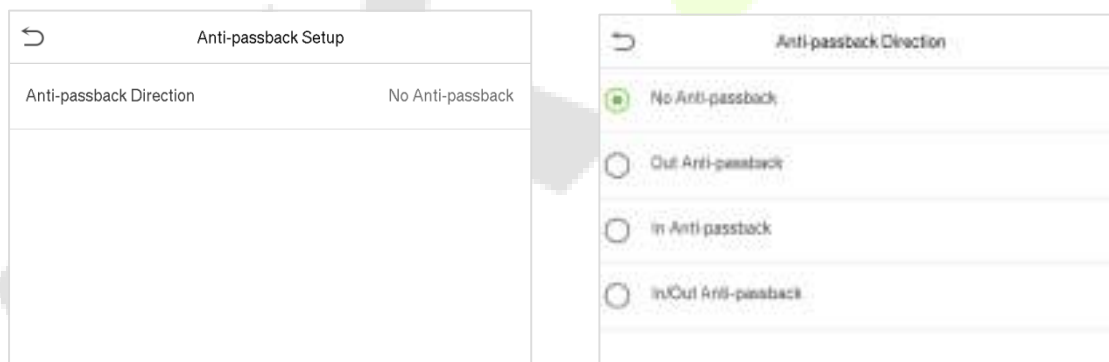 Anti-passback Setup
Anti-passback Direction No Anti-passback
Anti-passback Direction
No Anti-passback
Out Anti-passback
In Anti-passback
In/Out Anti-passback